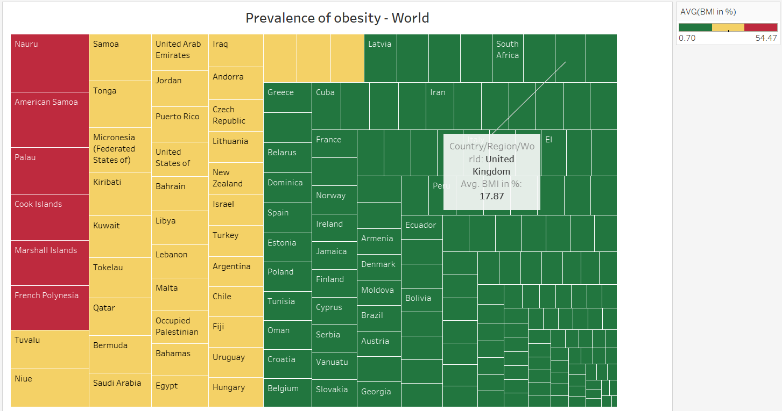 Prevalence of obesity - World
AVG(BMI in %)
0.70
54.47
Nauru
American Samoa
Palau
Cook Islands
Marshall Islands
French Polynesia
Tuvalu
Niue
Samoa
Tonga
Micronesia
(Federated
States of)
Kiribati
Kuwait
Tokelau
Qatar
Bermuda
Saudi Arabia
United Arab
Emirates
Jordan
Puerto Rico
United
States of
Bahrain
Libya
Lebanon
Malta
Occupied
Palestinian
Bahamas
Egypt
Iraq
Andorra
Czech
Republic
Lithuania
New
Zealand
Israel
Turkey
Argentina
Chile
Fiji
Uruguay
Hungary
Greece
Belarus
Dominica
Spain
Estonia
Poland
Tunisia
Oman
Croatia
Belgium
Latvia
South
Africa
Cuba
Iran
France
Norway
Ireland
Jamaica
Finland
Cyprus
Serbia
Vanuatu
Slovakia
El
Armenia
Denmark
Moldova
Brazil
Austria
Georgia
Ecuador
Bolivia
Country/Region/Wo
rld: United
Kingdom
Avg. BMI in %:
17.87